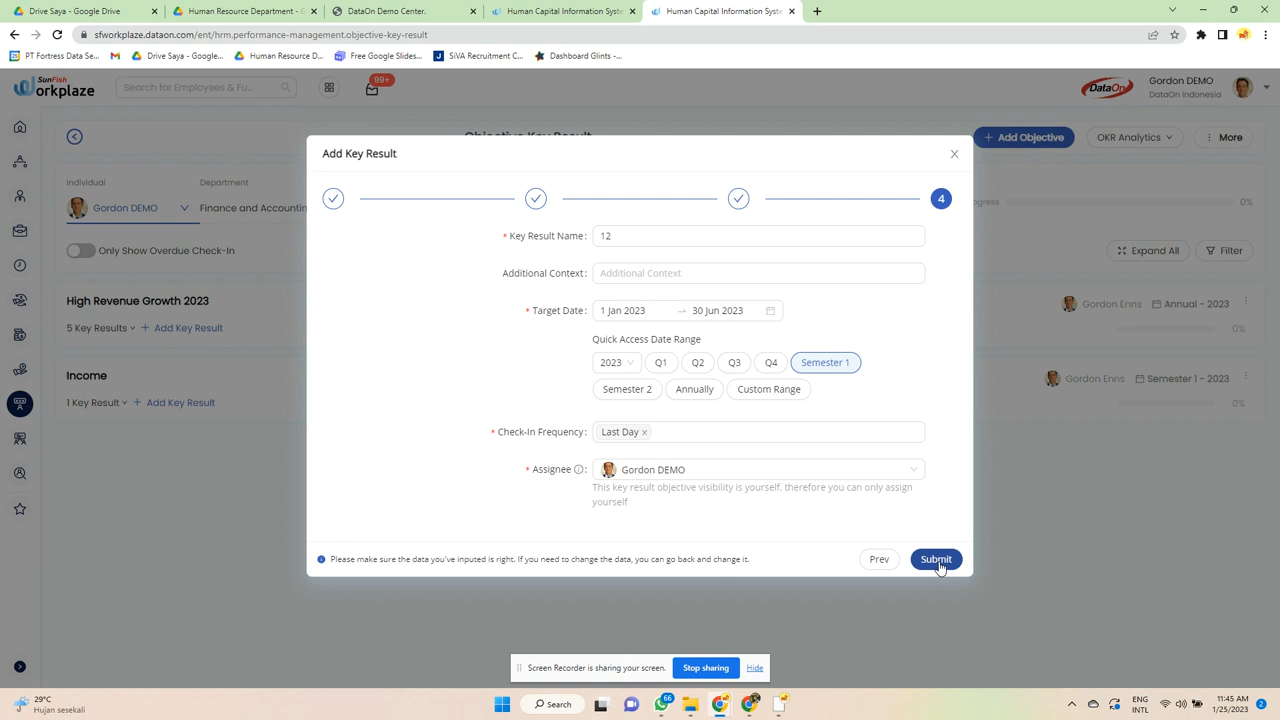 Drive Saya - Google Drive
Human Resource Department - G
DataOn Demo Center.
Human Capital Information Syste
Human Capital Information Syste
sfworkplaze.dataon.com/ent/hrm.performance-management.objective-key-result
PT Fortress Data Se...
Drive Saya - Google...
Human Resource D...
Free Google Slides...
SiVA Recruitment C...
Dashboard Glints -...
SunFish
orkplaze
Search for Employees & Fu...
99+
DataOn
Gordon DEMO
DataOn Indonesia
Add Objective
OKR Analytics
More
Individual
Department
Gordon DEMO
Finance and Accountin
ogress
0%
Only Show Overdue Check-In
Expand All
Filter
High Revenue Growth 2023
Gordon Enns
Annual - 2023
5 Key Results
+ Add Key Result
0%
Income
Gordon Enns
Semester 1 - 2023
1 Key Result
+ Add Key Result
0%
Add Key Result
4
* Key Result Name :
12
Additional Context :
Additional Context
* Target Date :
1 Jan 2023
30 Jun 2023
Quick Access Date Range
2023
Q1
Q2
Q3
Q4
Semester 1
Semester 2
Annually
Custom Range
* Check-In Frequency :
Last Day
* Assignee :
Gordon DEMO
This key result objective visibility is yourself, therefore you can only assign
yourself
Please make sure the data you've inputed is right. If you need to change the data, you can go back and change it.
Prev
Submit
Screen Recorder is sharing your screen.
Stop sharing
Hide
29°C
Hujan sesekali
Search
66
ENG
INTL
11:45 AM
1/25/2023
2